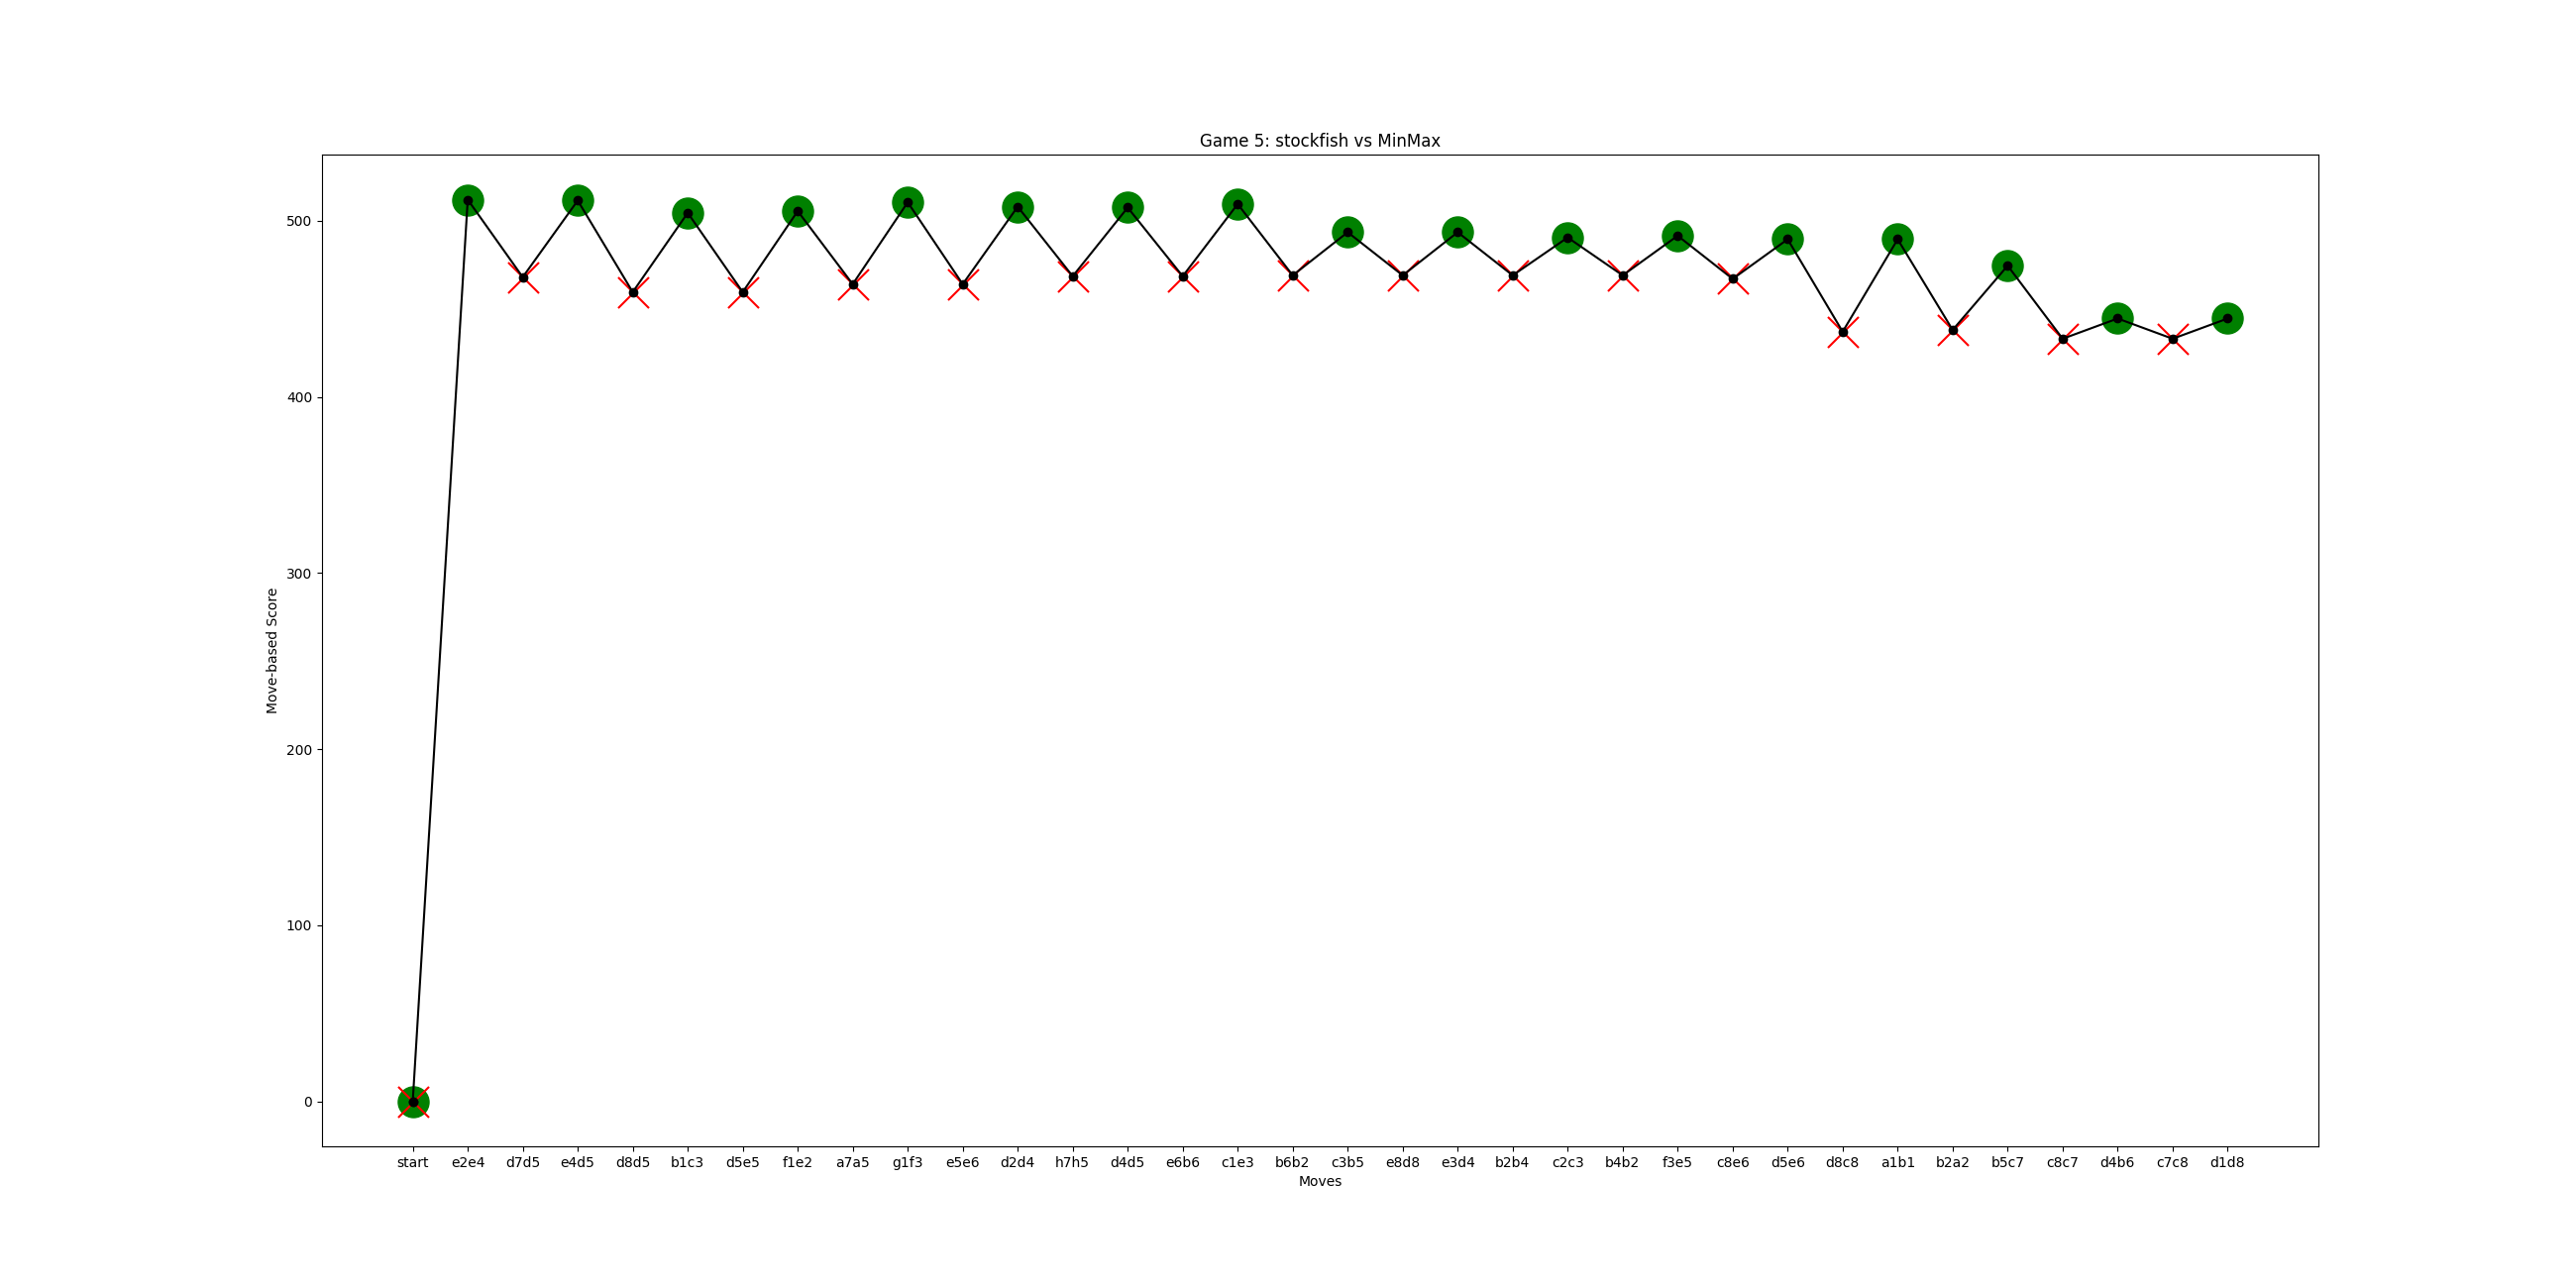 Game 5: stockfish vs MinMax
Move-based Score
500
400
300
200
100
0
start e2e4 d7d5 e4d5 d8d5 b1c3 d5e5 f1e2 a7a5 g1f3 e5e6 d2d4 h7h5 d4d5 e6b6 c1e3 b6b2 c3b5 e8d8 e3d4 b2b4 c2c3 b4b2 f3e5 c8e6 d5e6 d8c8 a1b1 b2a2 b5c7 c8c7 d4b6 c7c8 d1d8
Moves